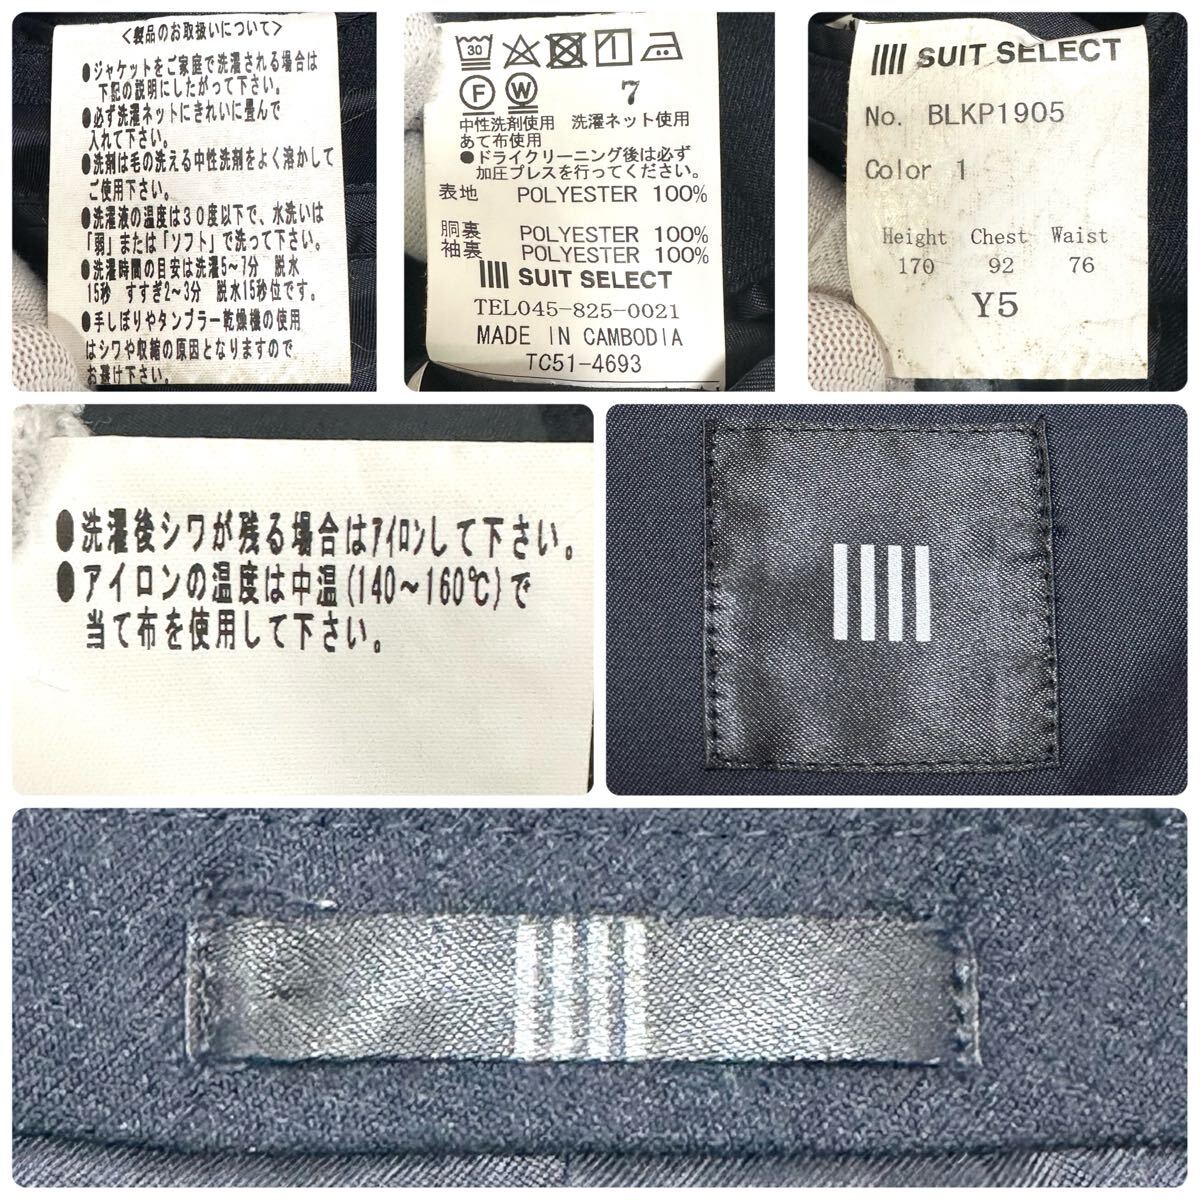 <製品のお取扱いについて>
●ジャケットをご家庭で洗濯される場合は
下記の説明にしたがって下さい。
●必ず洗濯ネットにきれいに畳んで
入れて下さい。
●洗剤は毛の洗える中性洗剤をよく溶かして
ご使用下さい。
●洗濯液の温度は30度以下で、水洗いは
「弱」または「ソフト」で洗って下さい。
●洗濯時間の目安は洗濯5~7分 脱水
15秒 すすぎ2~3分 脱水15秒位です。
●手しぼりやタンブラー乾燥機の使用
はシワや収縮の原因となりますので
お避け下さい。
30
F W 7
中性洗剤使用 洗濯ネット使用
あて布使用
●ドライクリーニング後は必ず
加圧プレスを行ってください。
表地 POLYESTER 100%
胴裏 POLYESTER 100%
袖裏 POLYESTER 100%
SUIT SELECT
TEL045-825-0021
MADE IN CAMBODIA
TC51-4693
SUIT SELECT
No. BLKP1905
Color 1
Height Chest Waist
170 92 76
Y5
●洗濯後シワが残る場合はアイロンして下さい。
●アイロンの温度は中温(140~160℃)で
当て布を使用して下さい。